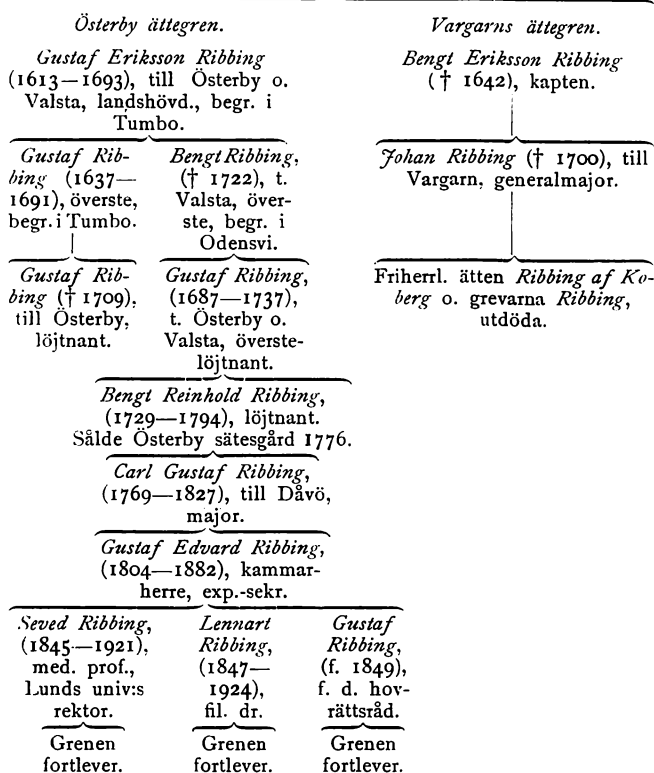 Österby ättegren.
Gustaf Eriksson Ribbing
(1613—1693), till Österby o.
Valsta, landshövd., begr. i
Tumbo.
Gustaf Rib-
bing (1637—
1691), överste,
begr. i Tumbo.
Bengt Ribbing,
(† 1722), t.
Valsta, över-
ste, begr. i
Odensvi.
Gustaf Rib-
bing († 1709),
till Österby,
löjtnant.
Gustaf Ribbing,
(1687—1737),
t. Österby o.
Valsta, överste-
löjtnant.
Bengt Reinhold Ribbing,
(1729—1794), löjtnant.
Sålde Österby sätesgård 1776.
Carl Gustaf Ribbing,
(1769—1827), till Dåvö,
major.
Gustaf Edvard Ribbing,
(1804—1882), kammar-
herre, exp.-sekr.
Seved Ribbing,
(1845—1921),
med. prof.,
Lunds univ:s
rektor.
Grenen
fortlever.
Lennart
Ribbing,
(1847—
1924),
fil. dr.
Grenen
fortlever.
Gustaf
Ribbing,
(f. 1849),
f. d. hov-
rättsråd.
Grenen
fortlever.
Vargarns ättegren.
Bengt Eriksson Ribbing
(† 1642), kapten.
Johan Ribbing († 1700), till
Vargarn, generalmajor.
Friherrl. ätten Ribbing af Ko-
berg o. grevarna Ribbing,
utdöda.